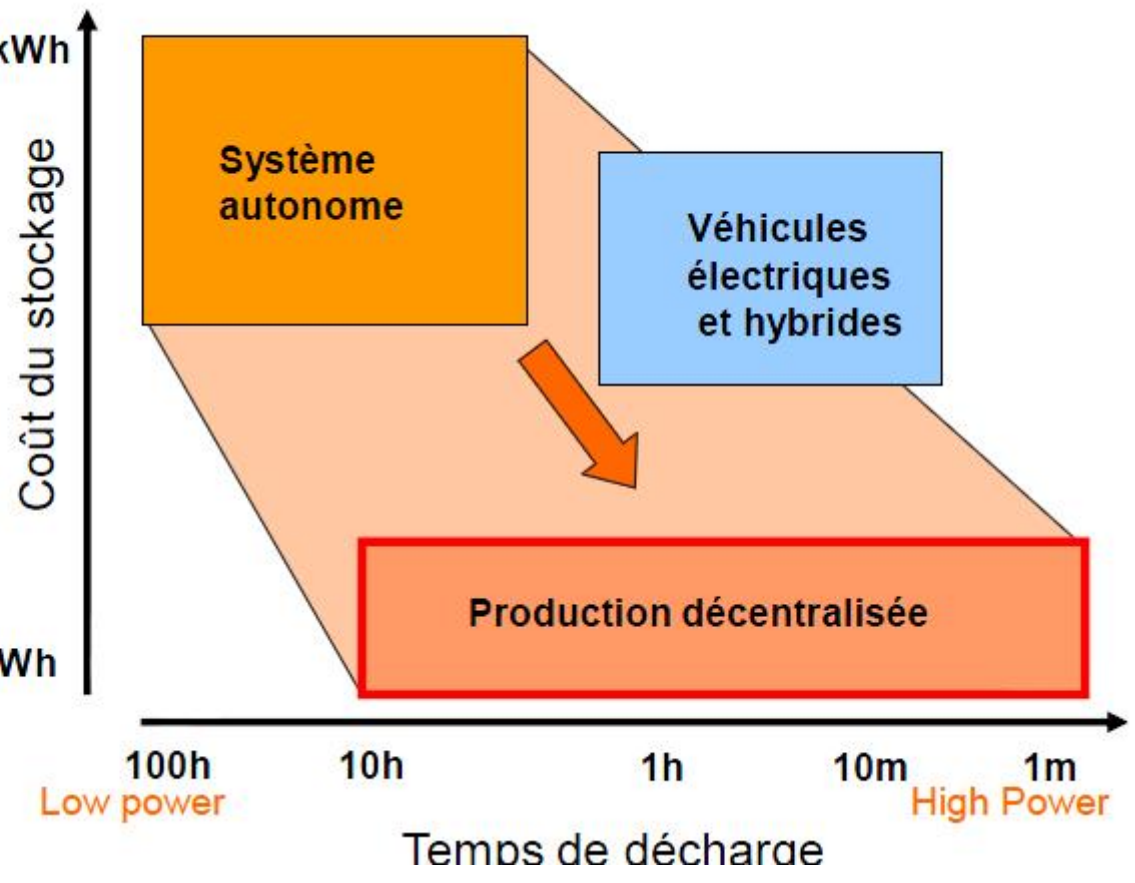 kWh
Coût du stockage
Système
autonome
Véhicules
électriques
et hybrides
Production décentralisée
Wh
100h 10h 1h 10m 1m
Low power High Power
Temps de décharge